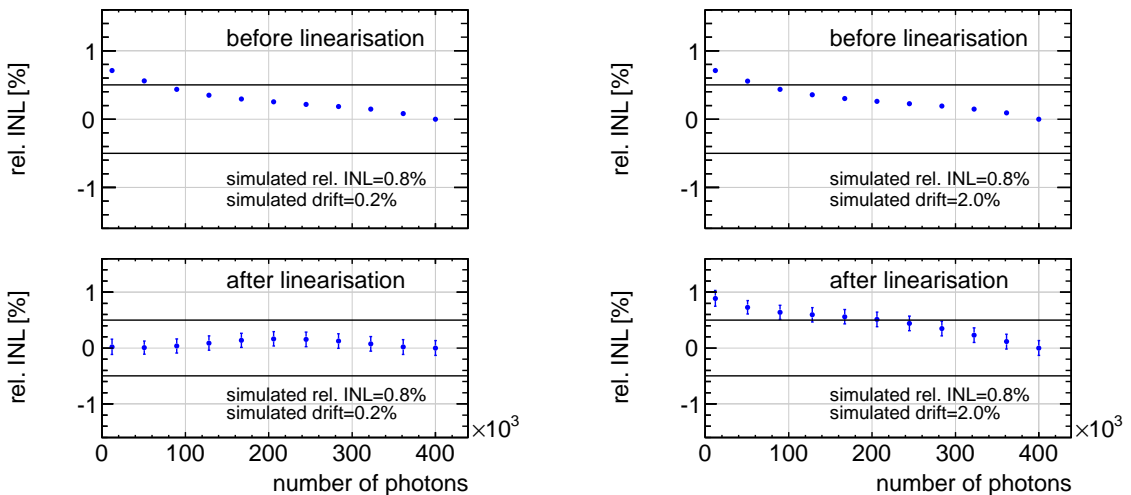 before linearisation
rel. INL [%]
1
0
-1
simulated rel. INL=0.8%
simulated drift=0.2%
before linearisation
rel. INL [%]
1
0
-1
simulated rel. INL=0.8%
simulated drift=2.0%
after linearisation
rel. INL [%]
1
0
-1
simulated rel. INL=0.8%
simulated drift=0.2%
×10³
0 100 200 300 400
number of photons
after linearisation
rel. INL [%]
1
0
-1
simulated rel. INL=0.8%
simulated drift=2.0%
×10³
0 100 200 300 400
number of photons